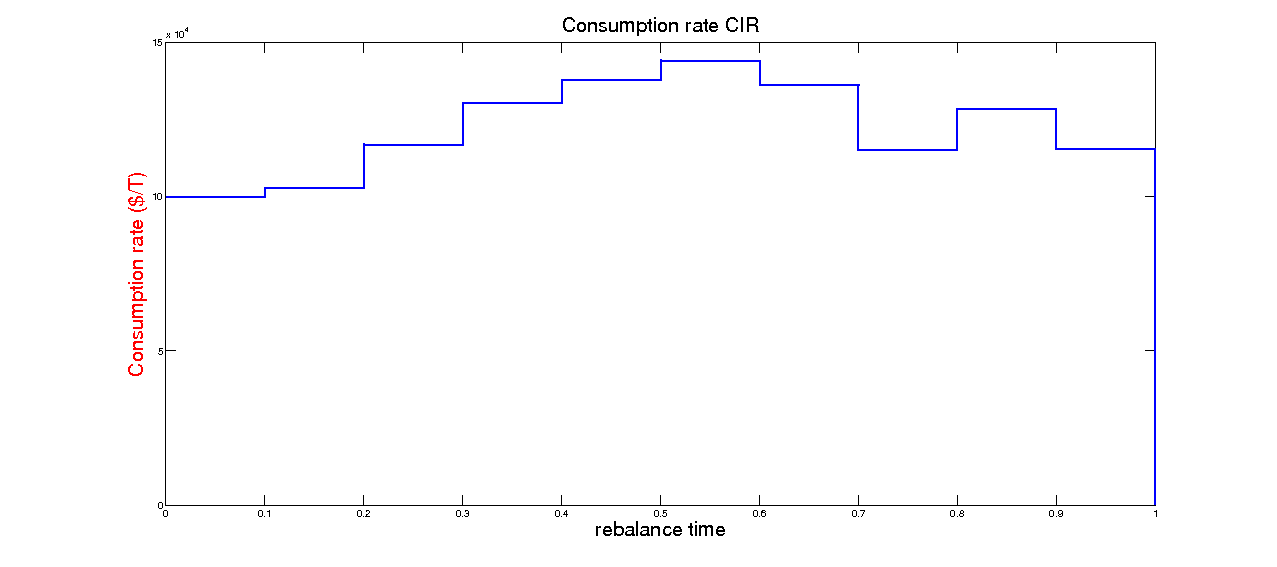 Consumption rate CIR
x 10^4
15
10
5
0
Consumption rate ($/T)
0 0.1 0.2 0.3 0.4 0.5 0.6 0.7 0.8 0.9 1
rebalance time